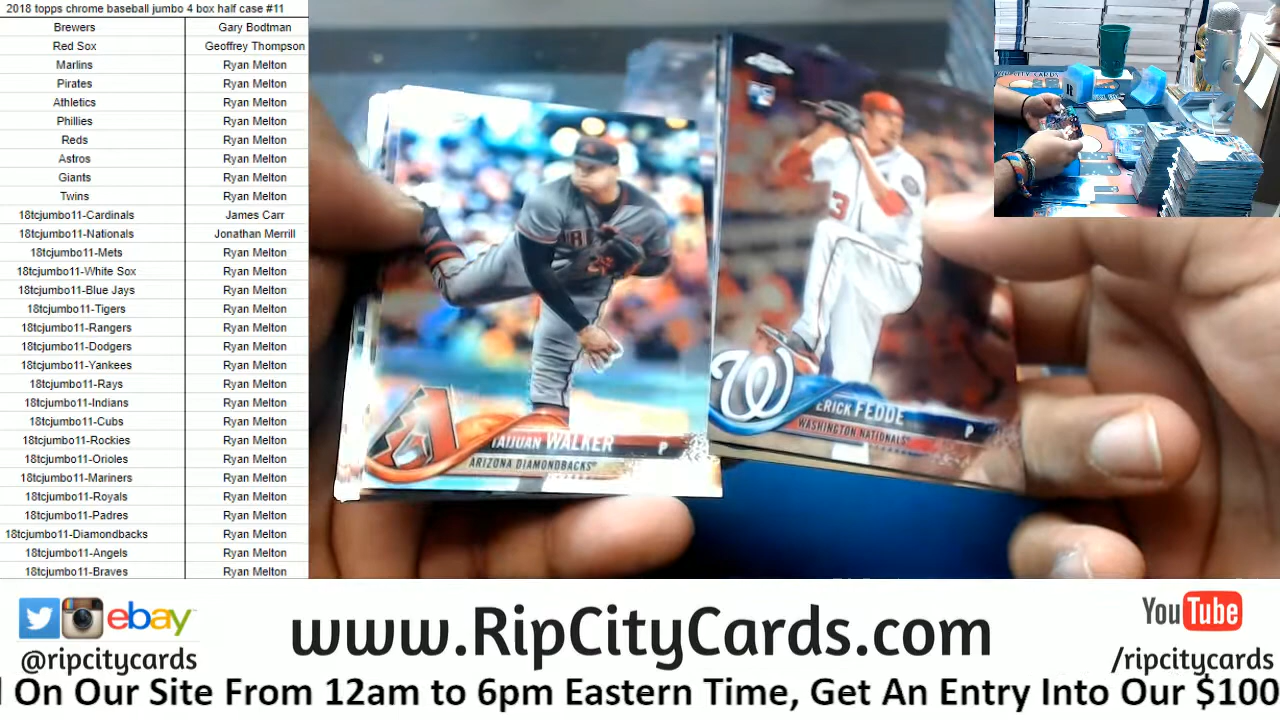 2018 topps chrome baseball jumbo 4 box half case #11
Brewers Gary Bodtman
Red Sox Geoffrey Thompson
Marlins Ryan Melton
Pirates Ryan Melton
Athletics Ryan Melton
Phillies Ryan Melton
Reds Ryan Melton
Astros Ryan Melton
Giants Ryan Melton
Twins Ryan Melton
18tcjumbo11-Cardinals James Carr
18tcjumbo11-Nationals Jonathan Merrill
18tcjumbo11-Mets Ryan Melton
18tcjumbo11-White Sox Ryan Melton
18tcjumbo11-Blue Jays Ryan Melton
18tcjumbo11-Tigers Ryan Melton
18tcjumbo11-Rangers Ryan Melton
18tcjumbo11-Dodgers Ryan Melton
18tcjumbo11-Yankees Ryan Melton
18tcjumbo11-Rays Ryan Melton
18tcjumbo11-Indians Ryan Melton
18tcjumbo11-Cubs Ryan Melton
18tcjumbo11-Rockies Ryan Melton
18tcjumbo11-Orioles Ryan Melton
18tcjumbo11-Mariners Ryan Melton
18tcjumbo11-Royals Ryan Melton
18tcjumbo11-Padres Ryan Melton
18tcjumbo11-Diamondbacks Ryan Melton
18tcjumbo11-Angels Ryan Melton
18tcjumbo11-Braves Ryan Melton
TAIJUAN WALKER P
ARIZONA DIAMONDBACKS
RC
3
W
ERICK FEDDE P
WASHINGTON NATIONALS
ebay
@ripcitycards
www.RipCityCards.com
YouTube
/ripcitycards
On Our Site From 12am to 6pm Eastern Time, Get An Entry Into Our $100